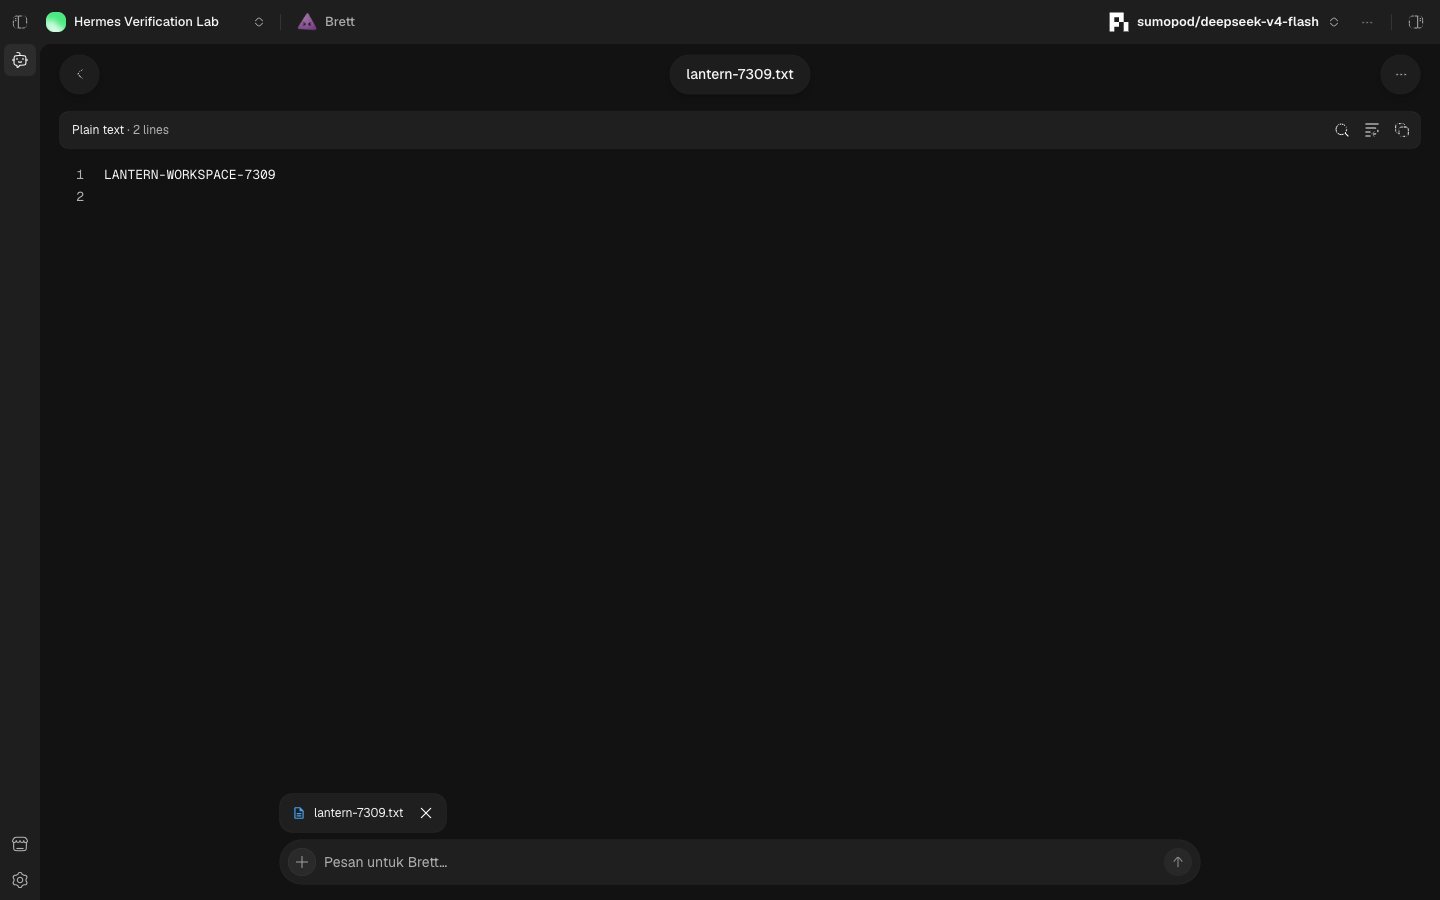 Hermes Verification Lab
Brett
sumopod/deepseek-v4-flash
lantern-7309.txt
Plain text · 2 lines
1 LANTERN-WORKSPACE-7309
2
lantern-7309.txt
Pesan untuk Brett...